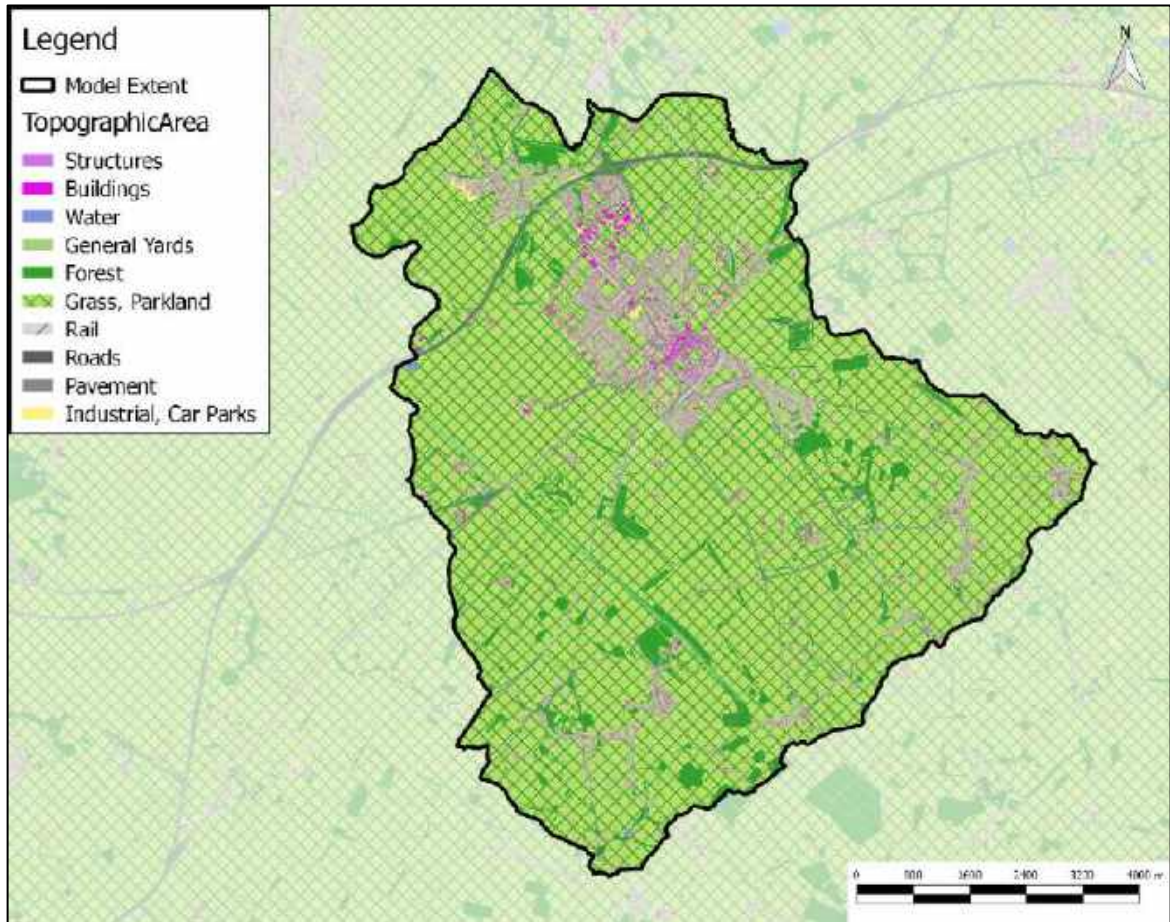 Legend
Model Extent
TopographicArea
Structures
Buildings
Water
General Yards
Forest
Grass, Parkland
Rail
Roads
Pavement
Industrial, Car Parks
N
0 800 1600 2400 3200 4000 m